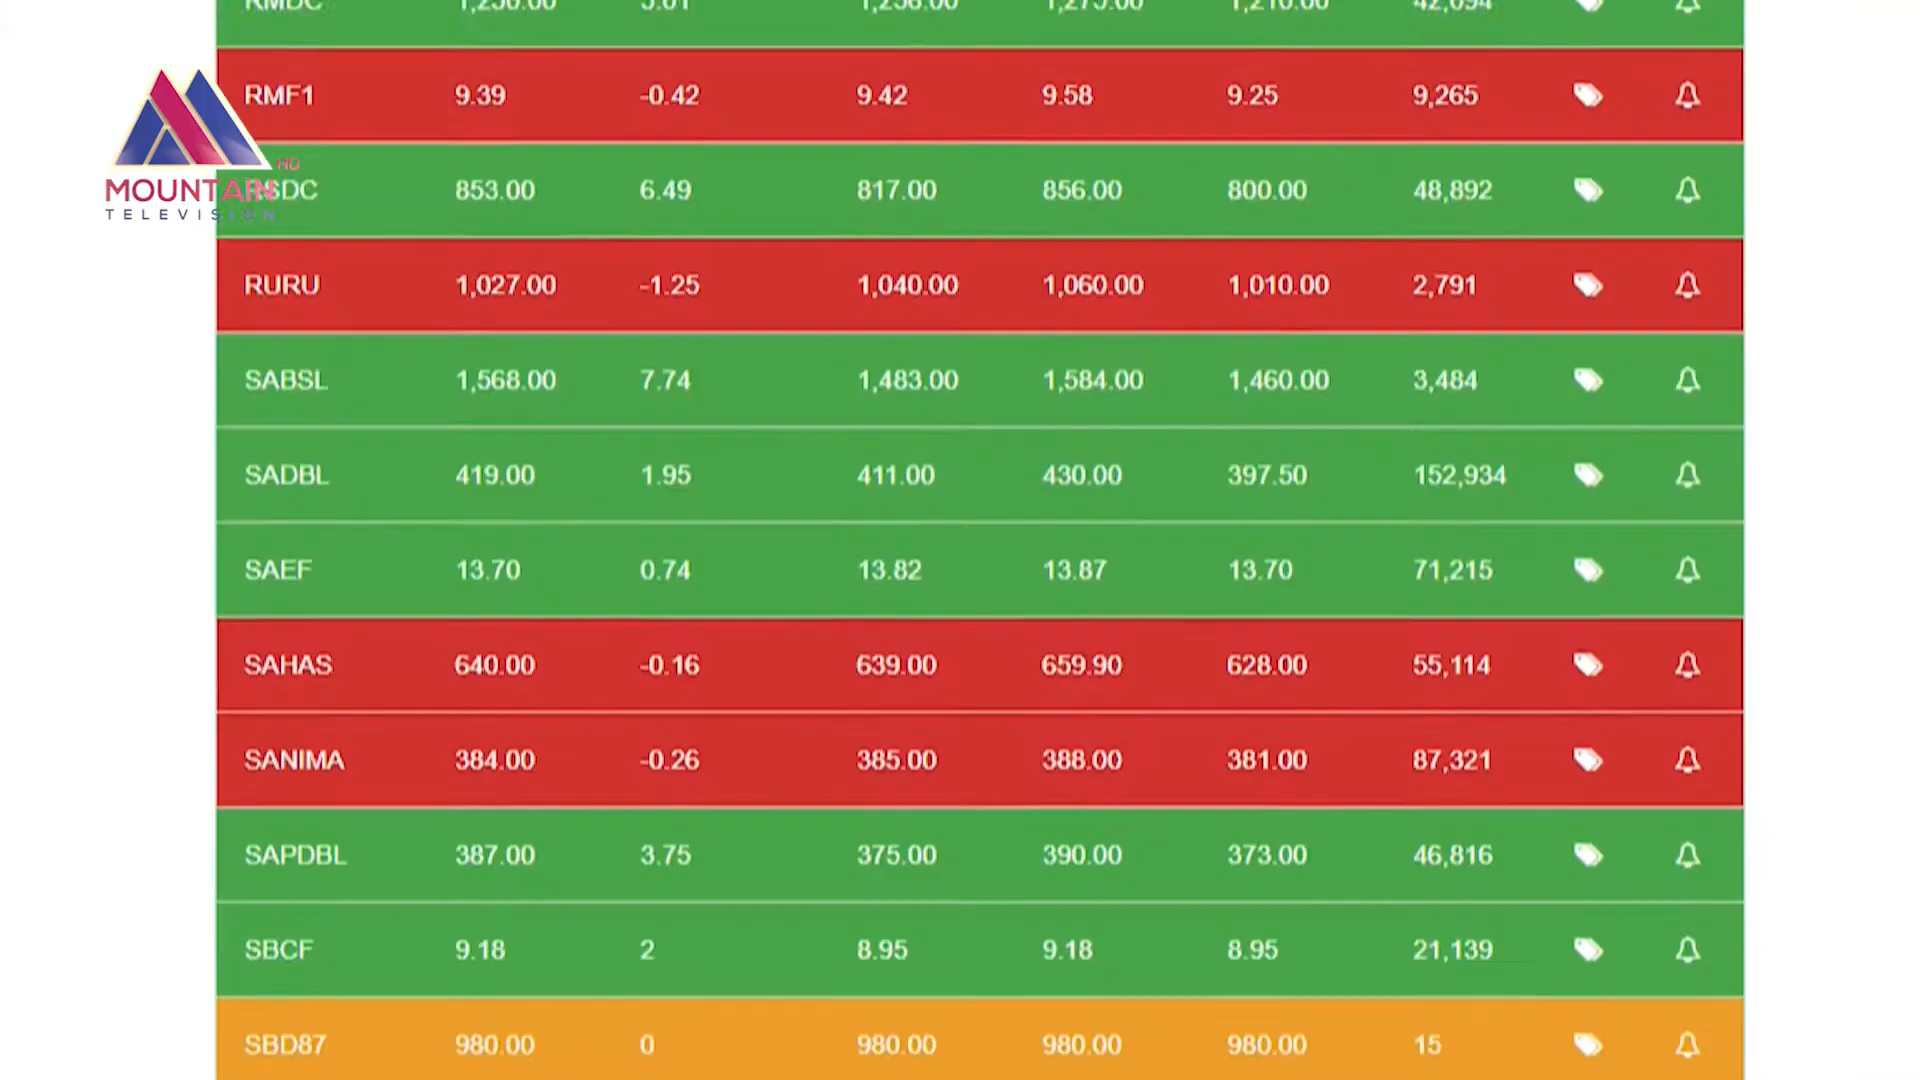 RMF1 9.39 -0.42 9.42 9.58 9.25 9,265
MOUNTAIN HD
TELEVISION
RSDC 853.00 6.49 817.00 856.00 800.00 48,892
RURU 1,027.00 -1.25 1,040.00 1,060.00 1,010.00 2,791
SABSL 1,568.00 7.74 1,483.00 1,584.00 1,460.00 3,484
SADBL 419.00 1.95 411.00 430.00 397.50 152,934
SAEF 13.70 0.74 13.82 13.87 13.70 71,215
SAHAS 640.00 -0.16 639.00 659.90 628.00 55,114
SANIMA 384.00 -0.26 385.00 388.00 381.00 87,321
SAPDBL 387.00 3.75 375.00 390.00 373.00 46,816
SBCF 9.18 2 8.95 9.18 8.95 21,139
SBD87 980.00 0 980.00 980.00 980.00 15